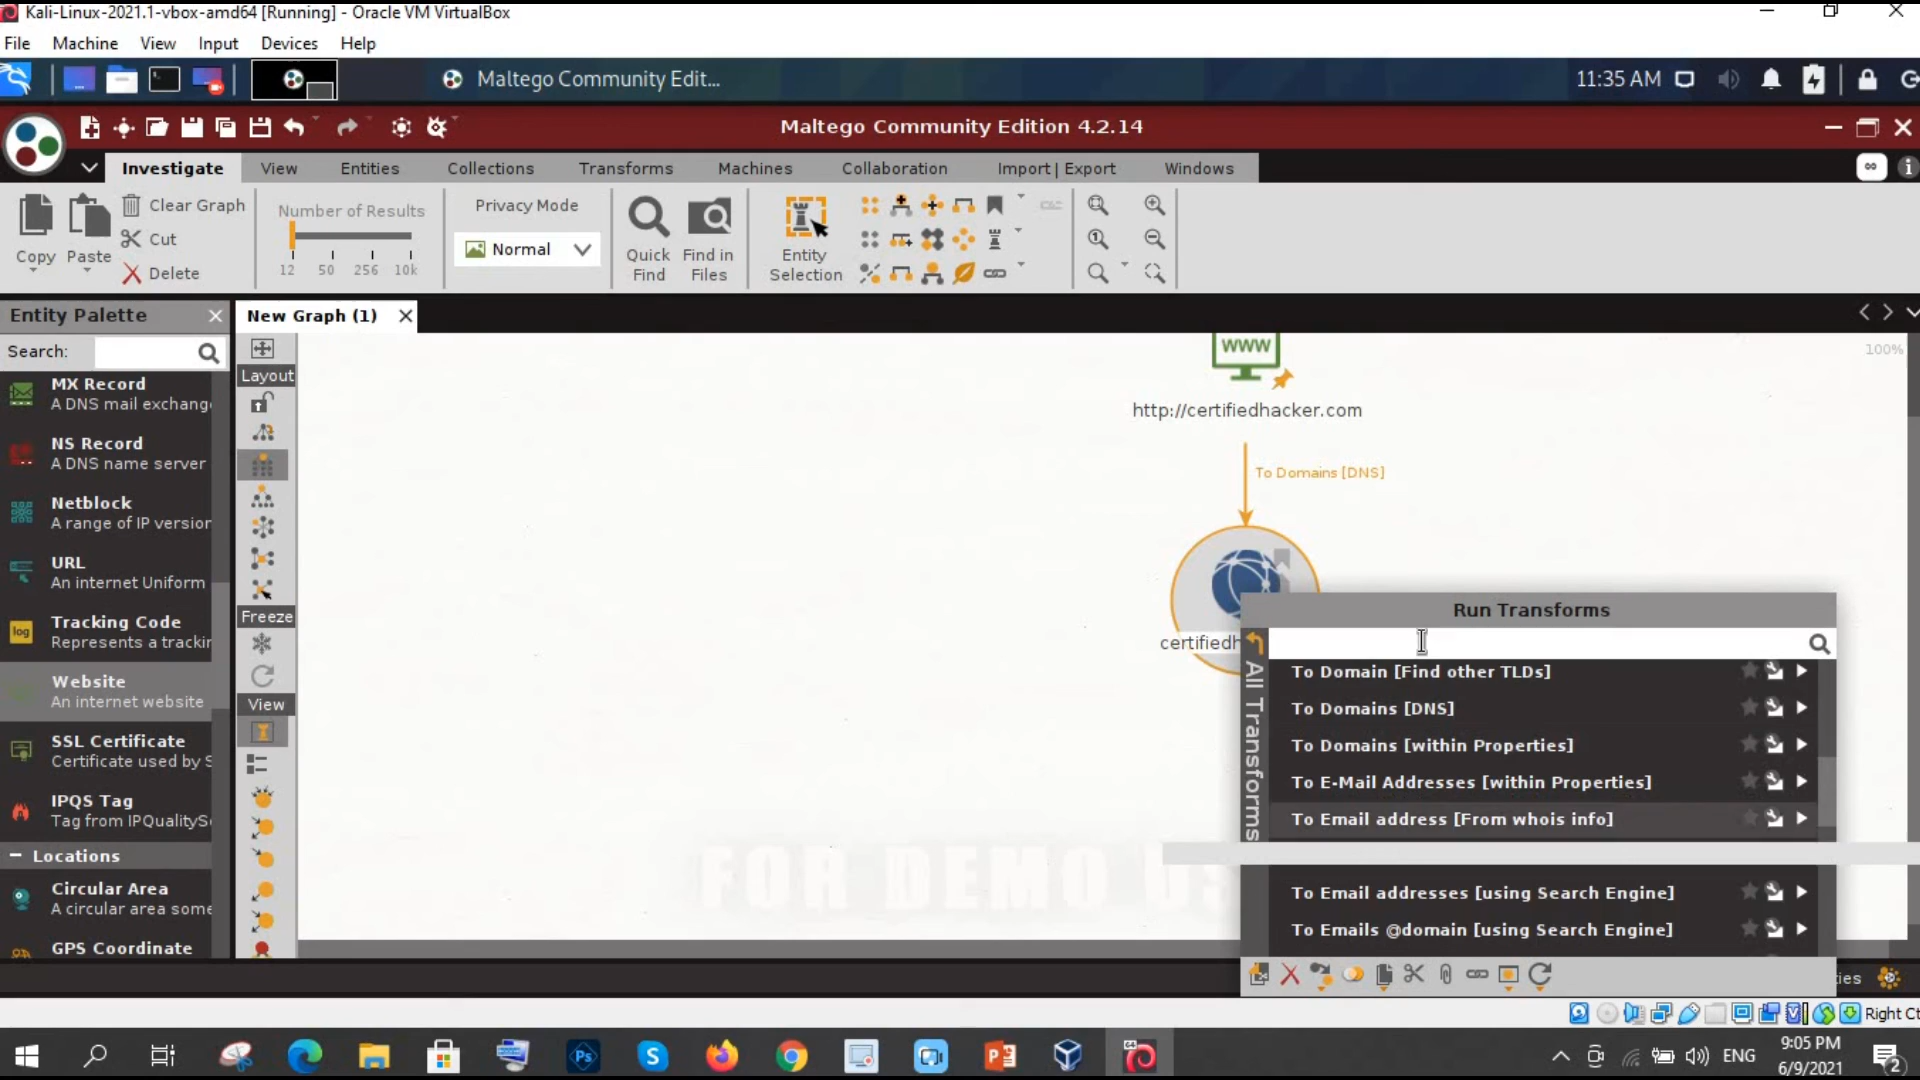 Kali-Linux-2021.1-vbox-amd64 [Running] - Oracle VM VirtualBox
File Machine View Input Devices Help
Maltego Community Edit...
11:35 AM
Maltego Community Edition 4.2.14
Investigate View Entities Collections Transforms Machines Collaboration Import | Export Windows
Copy
Paste
Clear Graph
Cut
Delete
Number of Results
12 50 256 10k
Privacy Mode
Normal
Quick Find
Find in Files
Entity Selection
Entity Palette
Search:
New Graph (1)
100%
MX Record
A DNS mail exchang
NS Record
A DNS name server
Netblock
A range of IP version
URL
An internet Uniform
Tracking Code
Represents a trackin
Website
An internet website
SSL Certificate
Certificate used by S
IPQS Tag
Tag from IPQualityS
Locations
Circular Area
A circular area some
GPS Coordinate
Layout
Freeze
View
www
http://certifiedhacker.com
To Domains [DNS]
certifiedh
Run Transforms
All Transforms
To Domain [Find other TLDs]
To Domains [DNS]
To Domains [within Properties]
To E-Mail Addresses [within Properties]
To Email address [From whois info]
To Email addresses [using Search Engine]
To Emails @domain [using Search Engine]
FOR DEMO US
ies
Right Ct
ENG
9:05 PM
6/9/2021
2